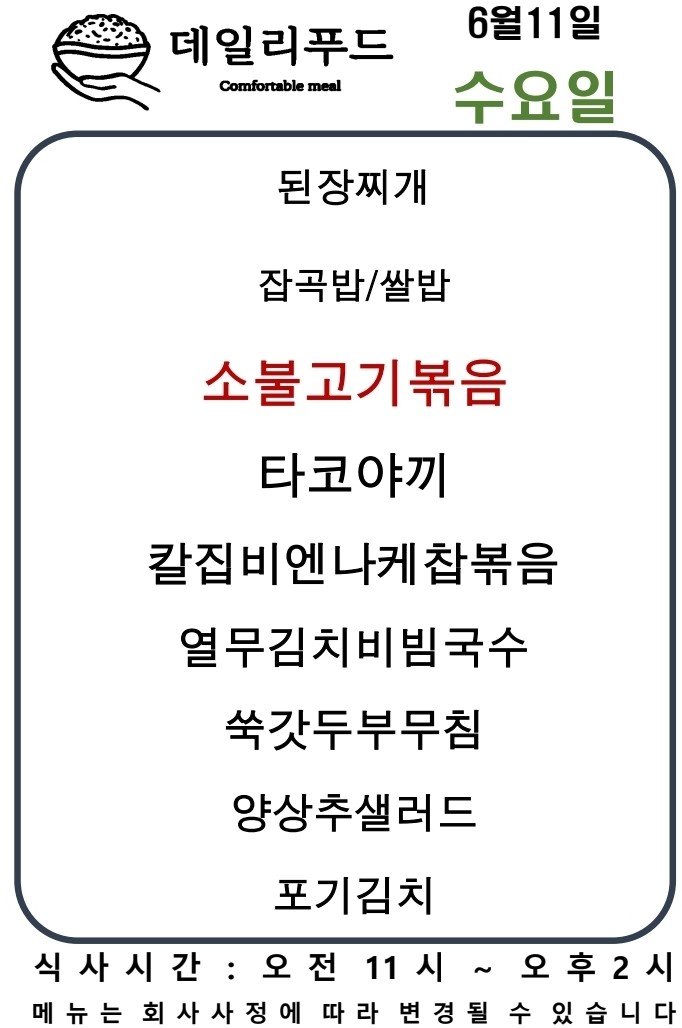 데일리푸드
Comfortable meal
6월11일
수요일
된장찌개
잡곡밥/쌀밥
소불고기볶음
타코야끼
칼집비엔나케찹볶음
열무김치비빔국수
쑥갓두부무침
양상추샐러드
포기김치
식사시간 : 오전 11시 ~ 오후2시
메뉴는 회사사정에 따라 변경될 수 있습니다